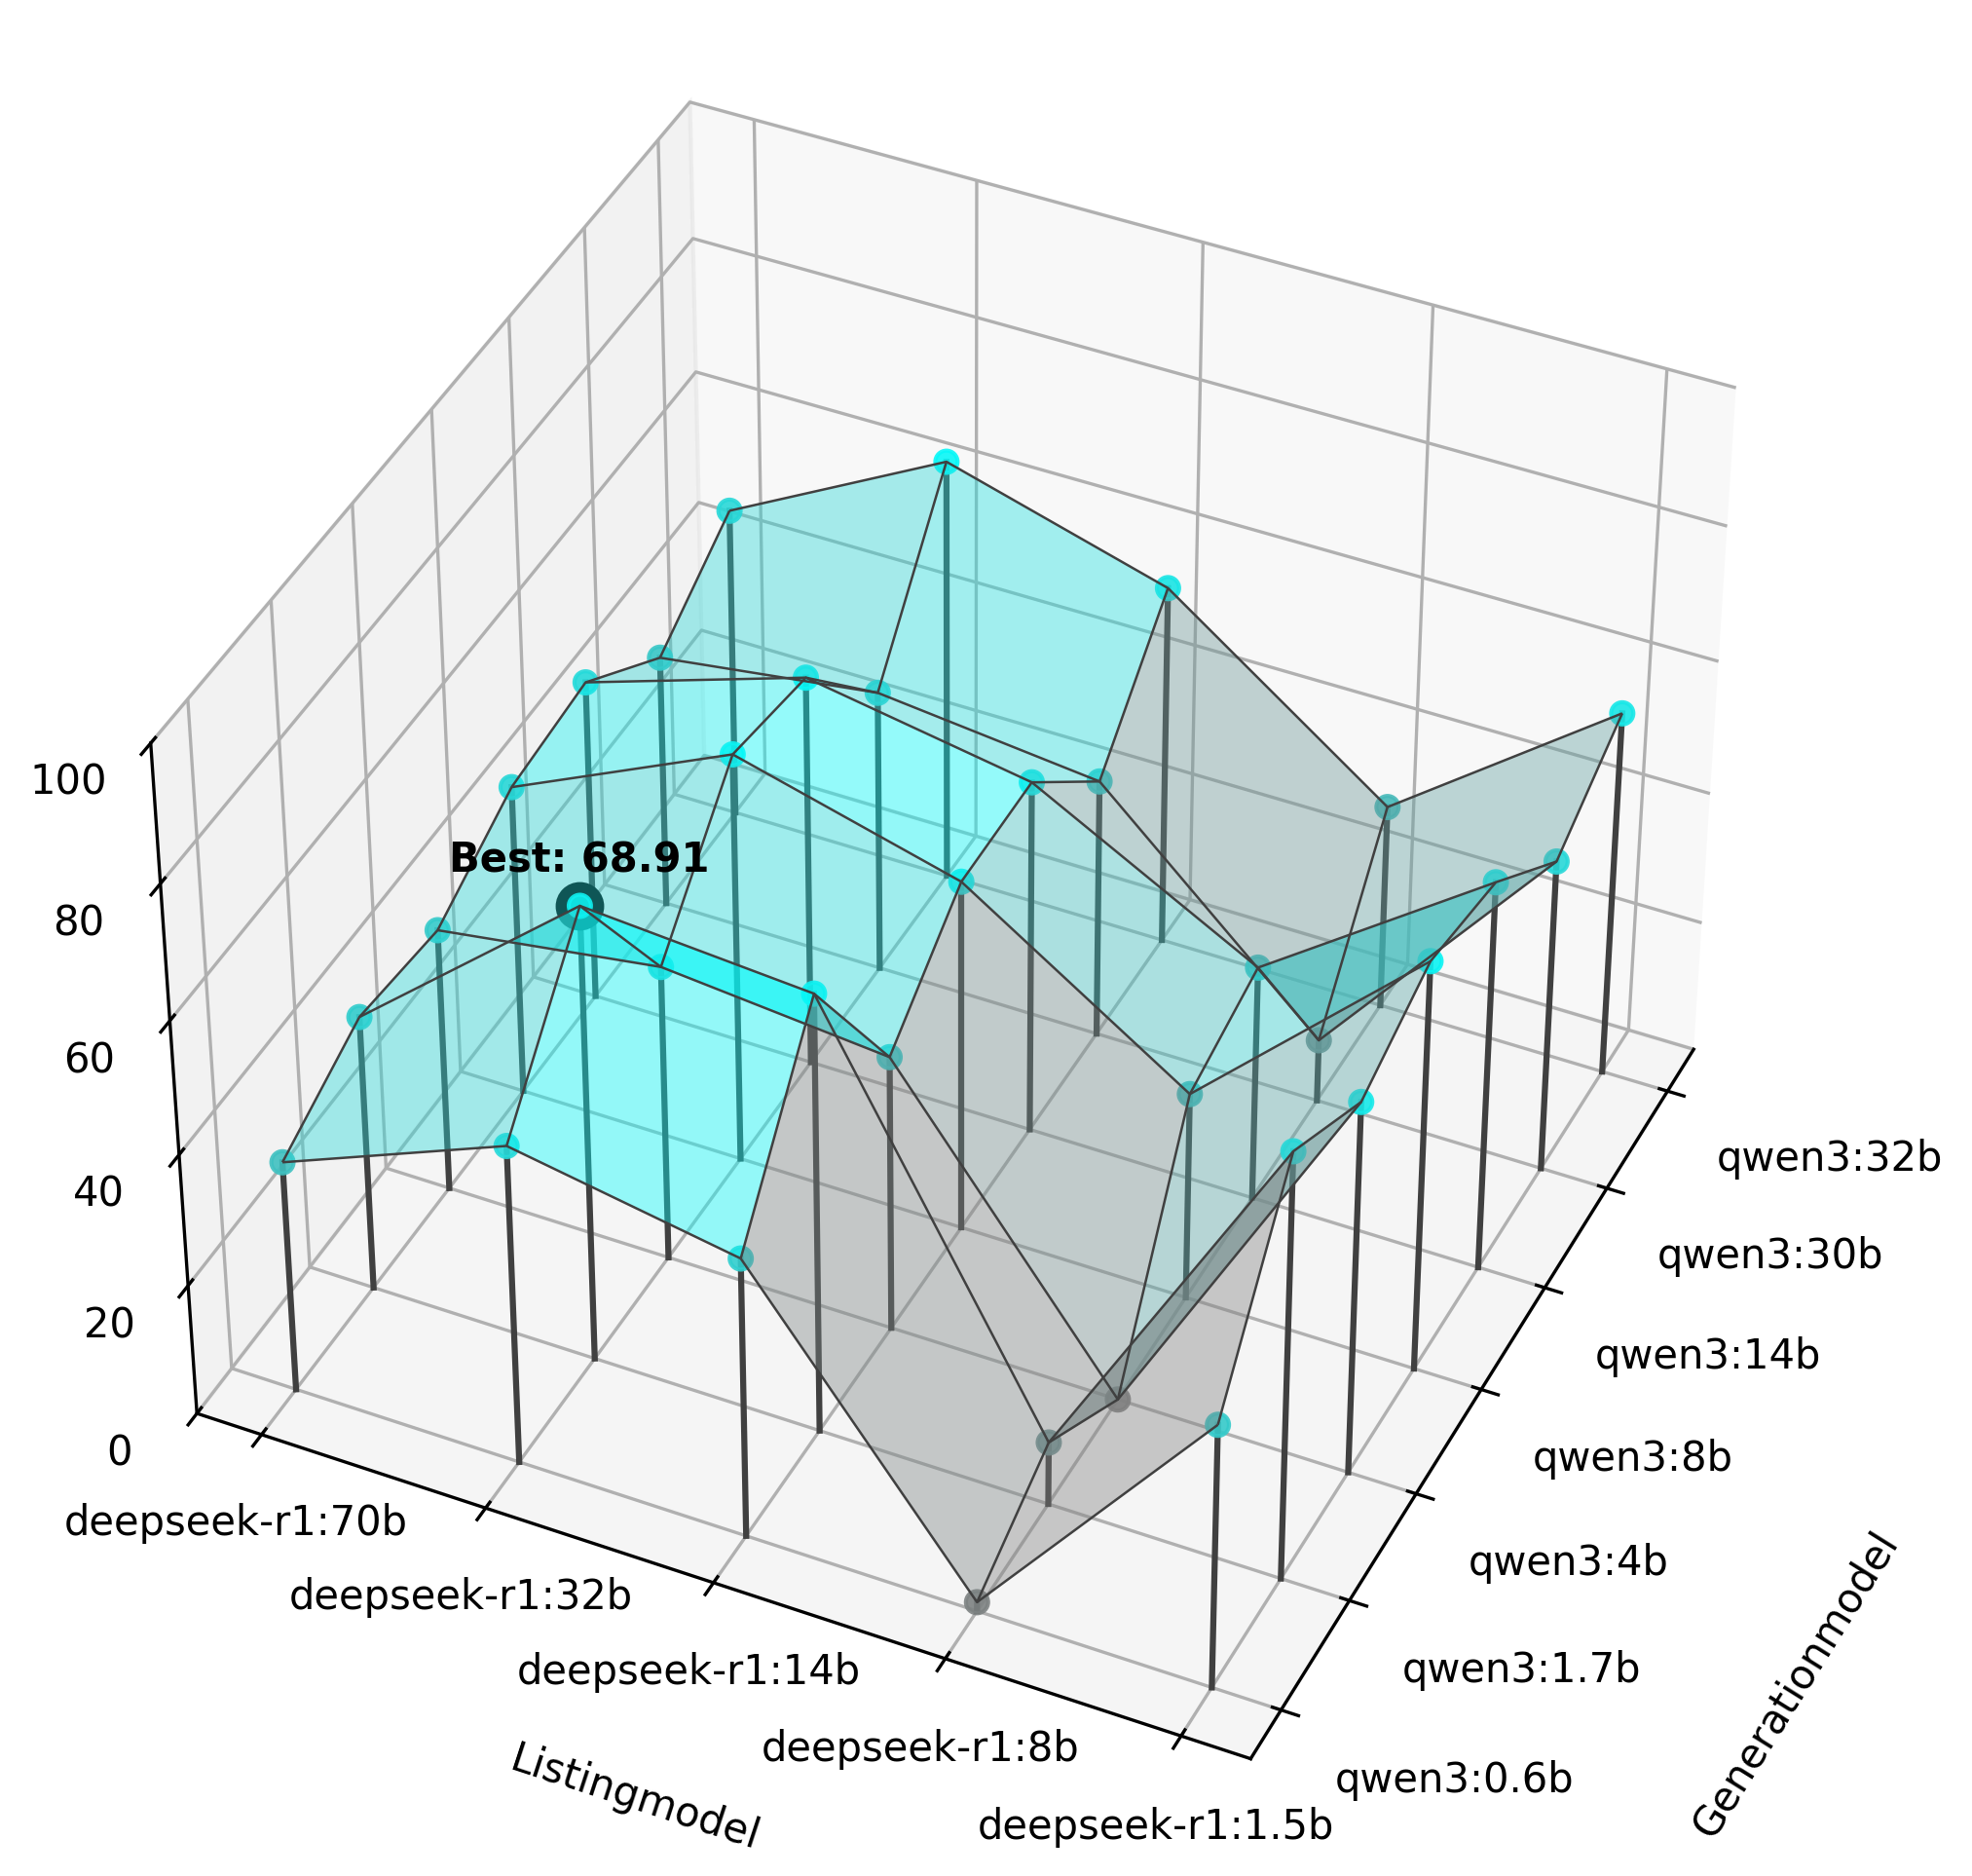 Best: 68.91
100
80
60
40
20
0
deepseek-r1:70b
deepseek-r1:32b
deepseek-r1:14b
deepseek-r1:8b
deepseek-r1:1.5b
Listingmodel
qwen3:32b
qwen3:30b
qwen3:14b
qwen3:8b
qwen3:4b
qwen3:1.7b
qwen3:0.6b
Generationmodel